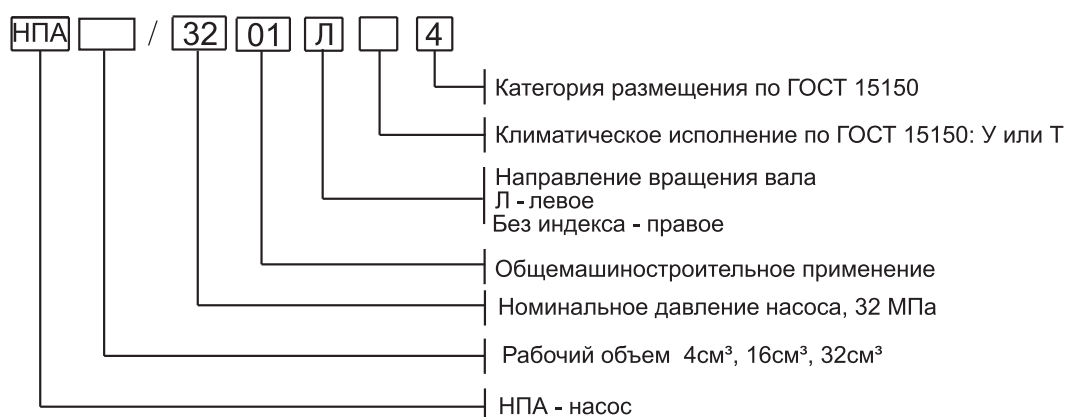 НПА / 32 01 Л 4
Категория размещения по ГОСТ 15150
Климатическое исполнение по ГОСТ 15150: У или Т
Направление вращения вала
Л - левое
Без индекса - правое
Общемашиностроительное применение
Номинальное давление насоса, 32 МПа
Рабочий объем 4см³, 16см³, 32см³
НПА - насос